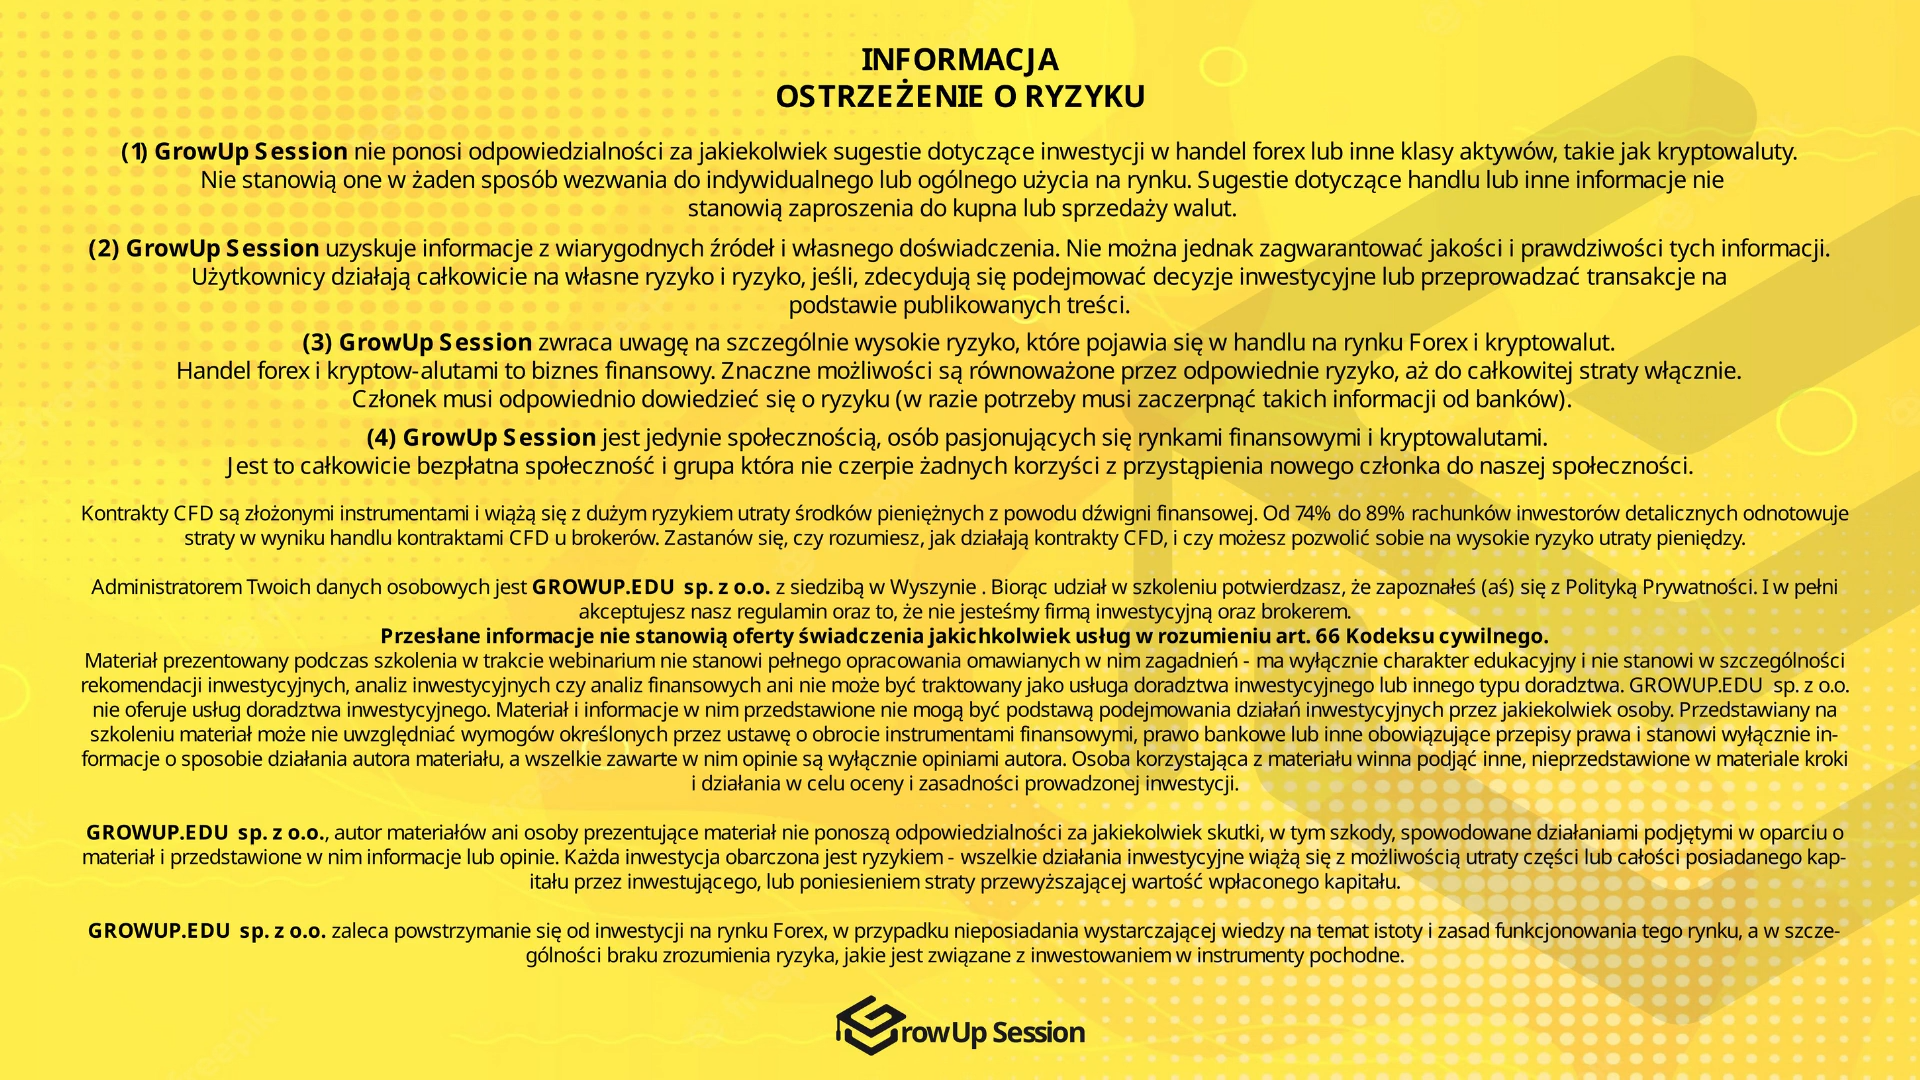 INFORMACJA
OSTRZEŻENIE O RYZYKU
(1) GrowUp Session nie ponosi odpowiedzialności za jakiekolwiek sugestie dotyczące inwestycji w handel forex lub inne klasy aktywów, takie jak kryptowaluty.
Nie stanowią one w żaden sposób wezwania do indywidualnego lub ogólnego użycia na rynku. Sugestie dotyczące handlu lub inne informacje nie
stanowią zaproszenia do kupna lub sprzedaży walut.
(2) GrowUp Session uzyskuje informacje z wiarygodnych źródeł i własnego doświadczenia. Nie można jednak zagwarantować jakości i prawdziwości tych informacji.
Użytkownicy działają całkowicie na własne ryzyko i ryzyko, jeśli, zdecydują się podejmować decyzje inwestycyjne lub przeprowadzać transakcje na
podstawie publikowanych treści.
(3) GrowUp Session zwraca uwagę na szczególnie wysokie ryzyko, które pojawia się w handlu na rynku Forex i kryptowalut.
Handel forex i kryptow-alutami to biznes finansowy. Znaczne możliwości są równoważone przez odpowiednie ryzyko, aż do całkowitej straty włącznie.
Członek musi odpowiednio dowiedzieć się o ryzyku (w razie potrzeby musi zaczerpnąć takich informacji od banków).
(4) GrowUp Session jest jedynie społecznością, osób pasjonujących się rynkami finansowymi i kryptowalutami.
Jest to całkowicie bezpłatna społeczność i grupa która nie czerpie żadnych korzyści z przystąpienia nowego członka do naszej społeczności.
Kontrakty CFD są złożonymi instrumentami i wiążą się z dużym ryzykiem utraty środków pieniężnych z powodu dźwigni finansowej. Od 74% do 89% rachunków inwestorów detalicznych odnotowuje
straty w wyniku handlu kontraktami CFD u brokerów. Zastanów się, czy rozumiesz, jak działają kontrakty CFD, i czy możesz pozwolić sobie na wysokie ryzyko utraty pieniędzy.
Administratorem Twoich danych osobowych jest GROWUP.EDU sp. z o.o. z siedzibą w Wyszynie . Biorąc udział w szkoleniu potwierdzasz, że zapoznałeś (aś) się z Polityką Prywatności. I w pełni
akceptujesz nasz regulamin oraz to, że nie jesteśmy firmą inwestycyjną oraz brokerem.
Przesłane informacje nie stanowią oferty świadczenia jakichkolwiek usług w rozumieniu art. 66 Kodeksu cywilnego.
Materiał prezentowany podczas szkolenia w trakcie webinarium nie stanowi pełnego opracowania omawianych w nim zagadnień - ma wyłącznie charakter edukacyjny i nie stanowi w szczególności
rekomendacji inwestycyjnych, analiz inwestycyjnych czy analiz finansowych ani nie może być traktowany jako usługa doradztwa inwestycyjnego lub innego typu doradztwa. GROWUP.EDU sp. z o.o.
nie oferuje usług doradztwa inwestycyjnego. Materiał i informacje w nim przedstawione nie mogą być podstawą podejmowania działań inwestycyjnych przez jakiekolwiek osoby. Przedstawiany na
szkoleniu materiał może nie uwzględniać wymogów określonych przez ustawę o obrocie instrumentami finansowymi, prawo bankowe lub inne obowiązujące przepisy prawa i stanowi wyłącznie in-
formacje o sposobie działania autora materiału, a wszelkie zawarte w nim opinie są wyłącznie opiniami autora. Osoba korzystająca z materiału winna podjąć inne, nieprzedstawione w materiale kroki
i działania w celu oceny i zasadności prowadzonej inwestycji.
GROWUP.EDU sp. z o.o., autor materiałów ani osoby prezentujące materiał nie ponoszą odpowiedzialności za jakiekolwiek skutki, w tym szkody, spowodowane działaniami podjętymi w oparciu o
materiał i przedstawione w nim informacje lub opinie. Każda inwestycja obarczona jest ryzykiem - wszelkie działania inwestycyjne wiążą się z możliwością utraty części lub całości posiadanego kap-
itału przez inwestującego, lub poniesieniem straty przewyższającej wartość wpłaconego kapitału.
GROWUP.EDU sp. z o.o. zaleca powstrzymanie się od inwestycji na rynku Forex, w przypadku nieposiadania wystarczającej wiedzy na temat istoty i zasad funkcjonowania tego rynku, a w szcze-
gólności braku zrozumienia ryzyka, jakie jest związane z inwestowaniem w instrumenty pochodne.
GrowUp Session